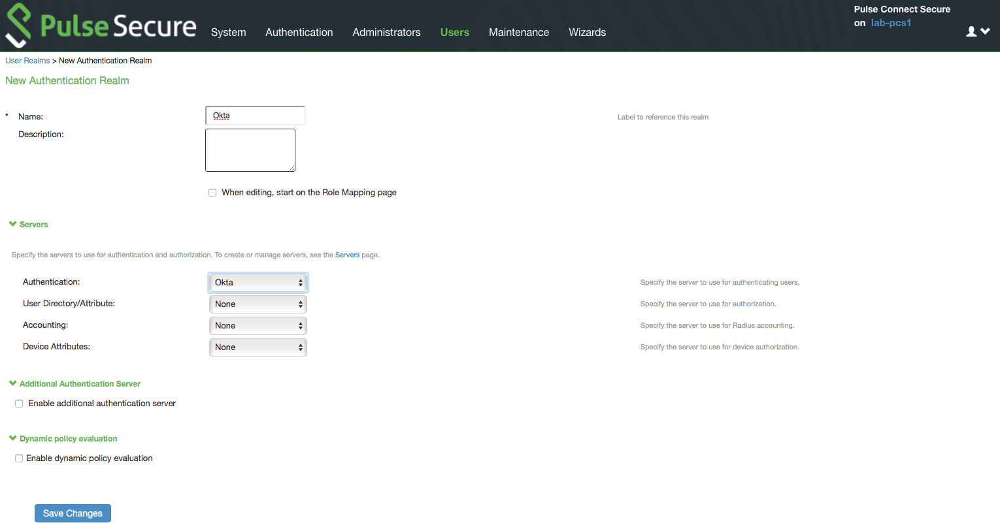 Pulse Secure
System Authentication Administrators Users Maintenance Wizards
Pulse Connect Secure
on lab-pcs1
User Realms > New Authentication Realm
New Authentication Realm
* Name: Okta Label to reference this realm
Description:
When editing, start on the Role Mapping page
Servers
Specify the servers to use for authentication and authorization. To create or manage servers, see the Servers page.
Authentication: Okta Specify the server to use for authenticating users.
User Directory/Attribute: None Specify the server to use for authorization.
Accounting: None Specify the server to use for Radius accounting.
Device Attributes: None Specify the server to use for device authorization.
Additional Authentication Server
Enable additional authentication server
Dynamic policy evaluation
Enable dynamic policy evaluation
Save Changes